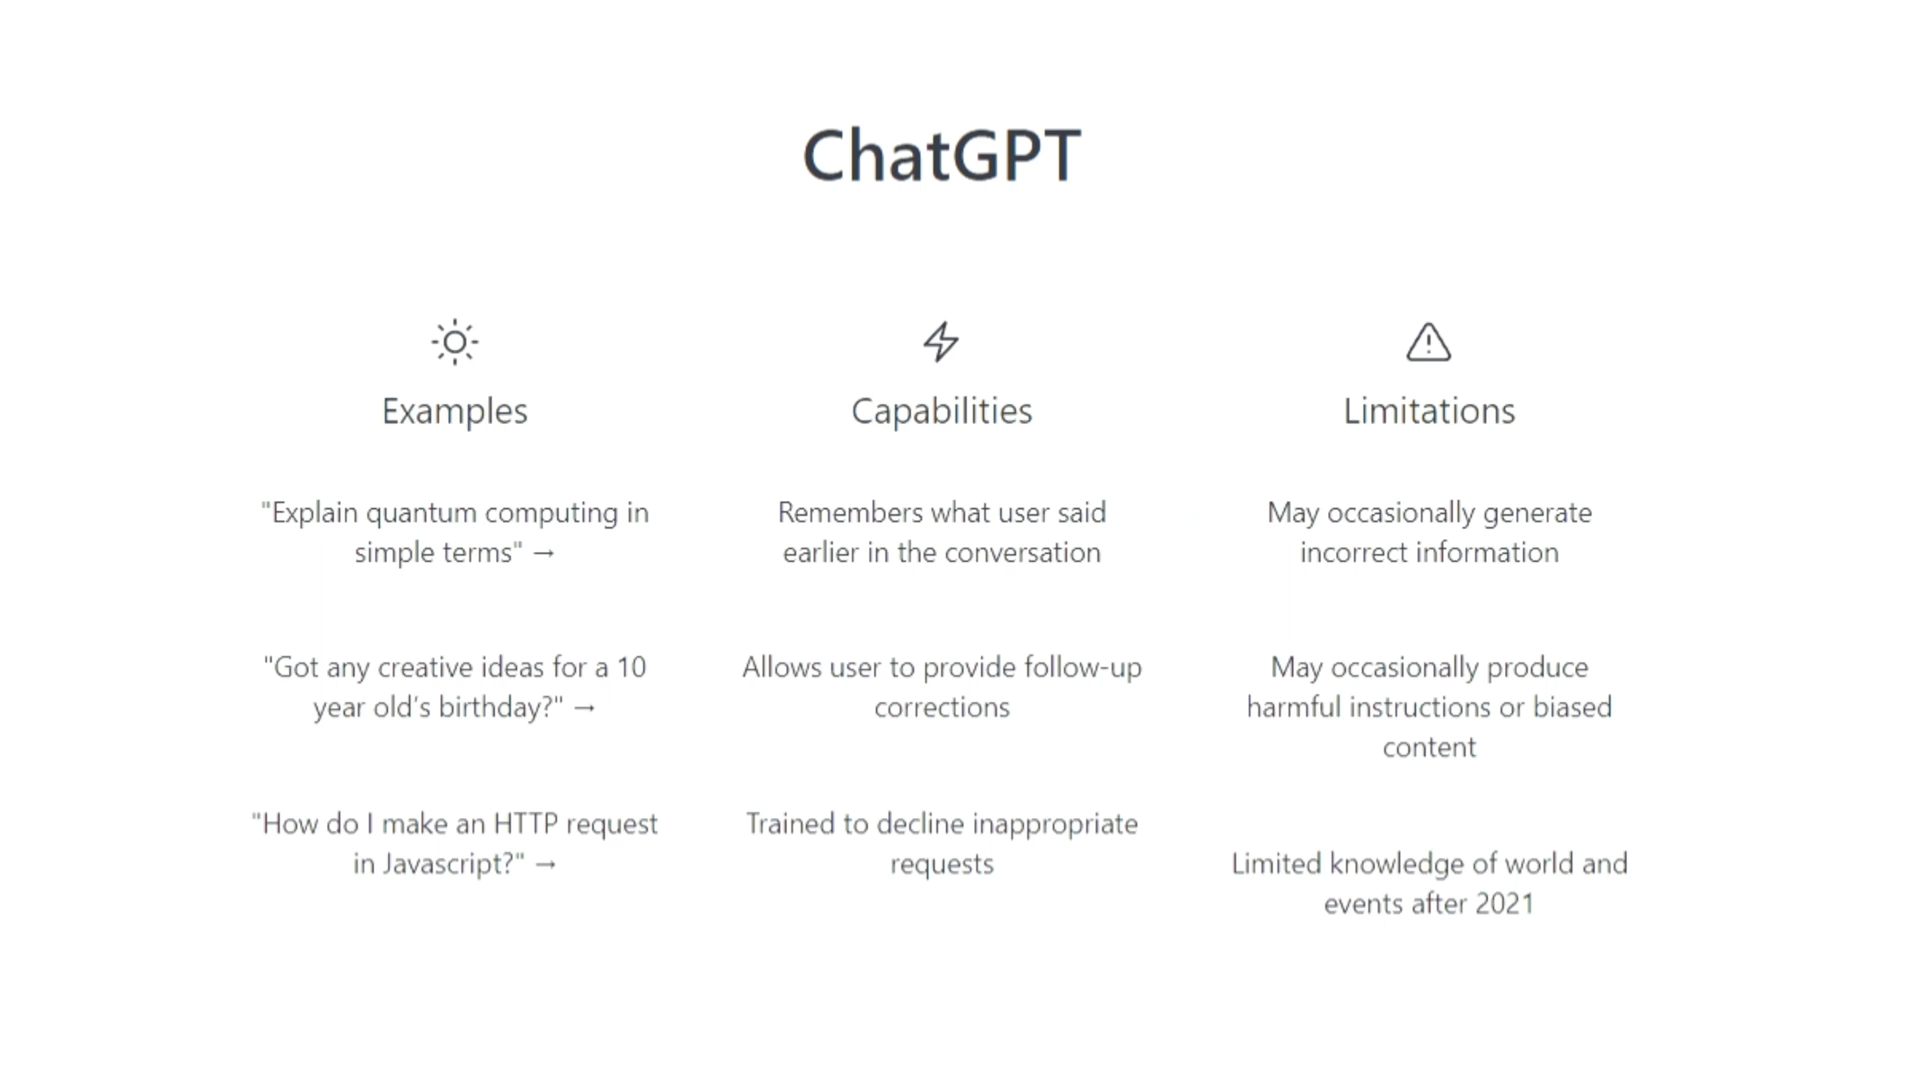 ChatGPT
Examples
"Explain quantum computing in
simple terms" →
"Got any creative ideas for a 10
year old's birthday?" →
"How do I make an HTTP request
in Javascript?" →
Capabilities
Remembers what user said
earlier in the conversation
Allows user to provide follow-up
corrections
Trained to decline inappropriate
requests
Limitations
May occasionally generate
incorrect information
May occasionally produce
harmful instructions or biased
content
Limited knowledge of world and
events after 2021